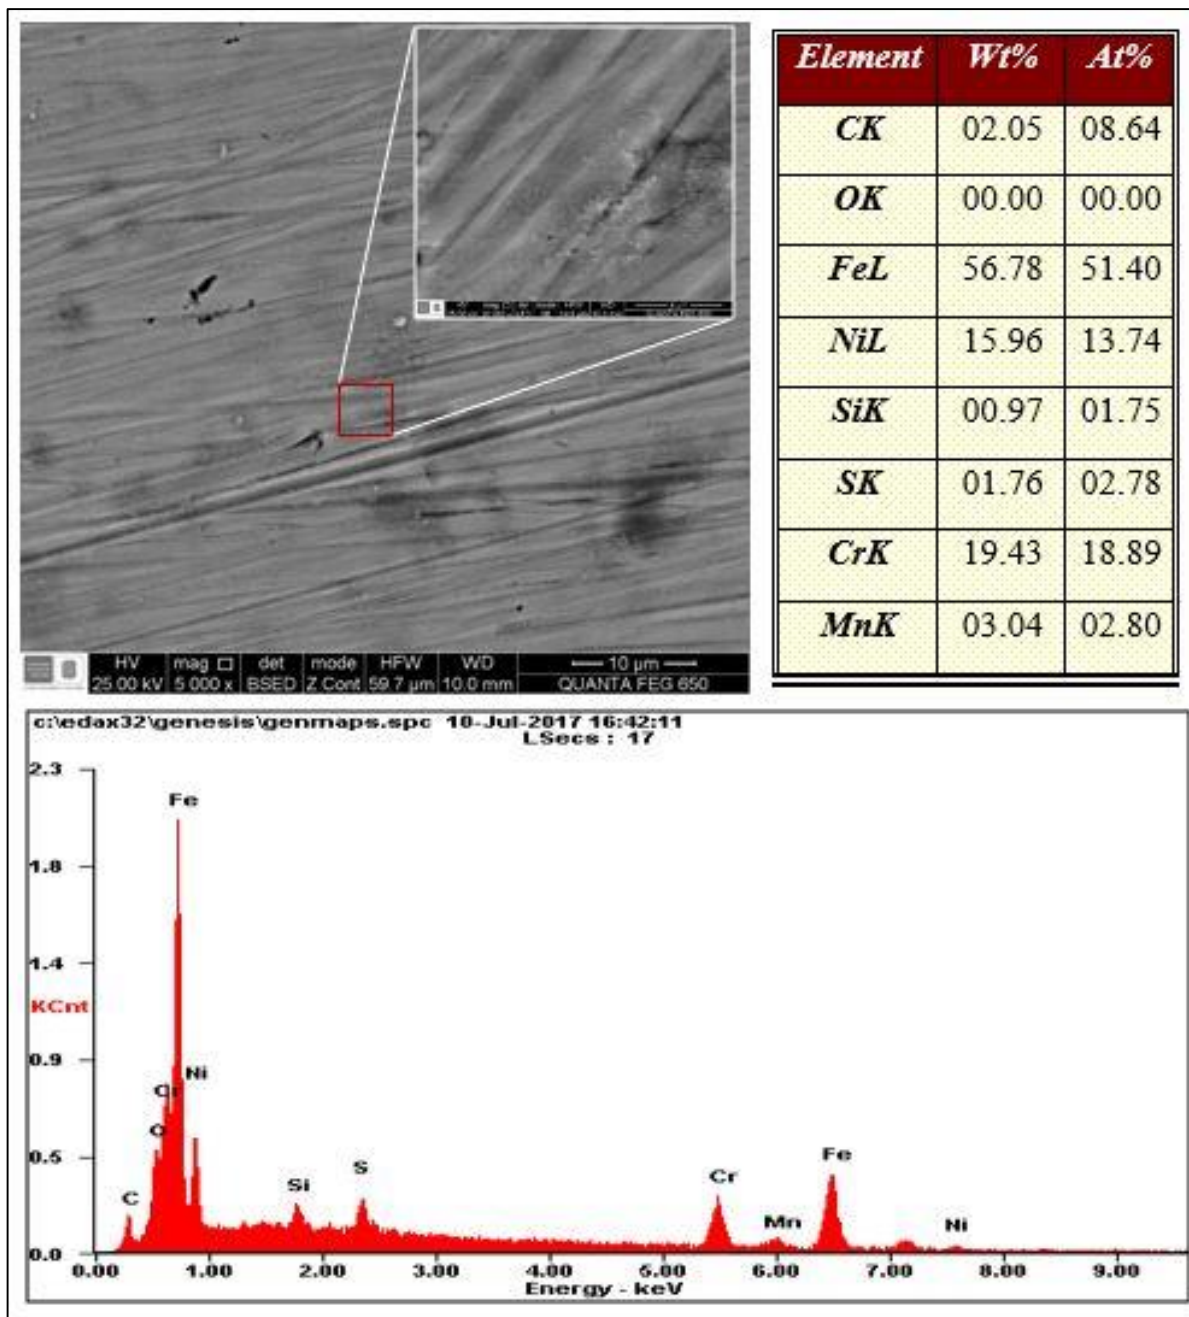 Element Wt% At%
CK 02.05 08.64
OK 00.00 00.00
FeL 56.78 51.40
NiL 15.96 13.74
SiK 00.97 01.75
SK 01.76 02.78
CrK 19.43 18.89
MnK 03.04 02.80
HV mag det mode HFW WD 10 µm
25.00 kV 5 000 x BSED Z Cont 59.7 µm 10.0 mm QUANTA FEG 650
c:\edax32\genesis\genmaps.spc 10-Jul-2017 16:42:11
LSecs : 17
2.3
Fe
1.8
1.4
KCnt
0.9
Ni
0.5
C
Si
S
Cr
Mn
Fe
Ni
0.0
0.00 1.00 2.00 3.00 4.00 5.00 6.00 7.00 8.00 9.00
Energy - keV